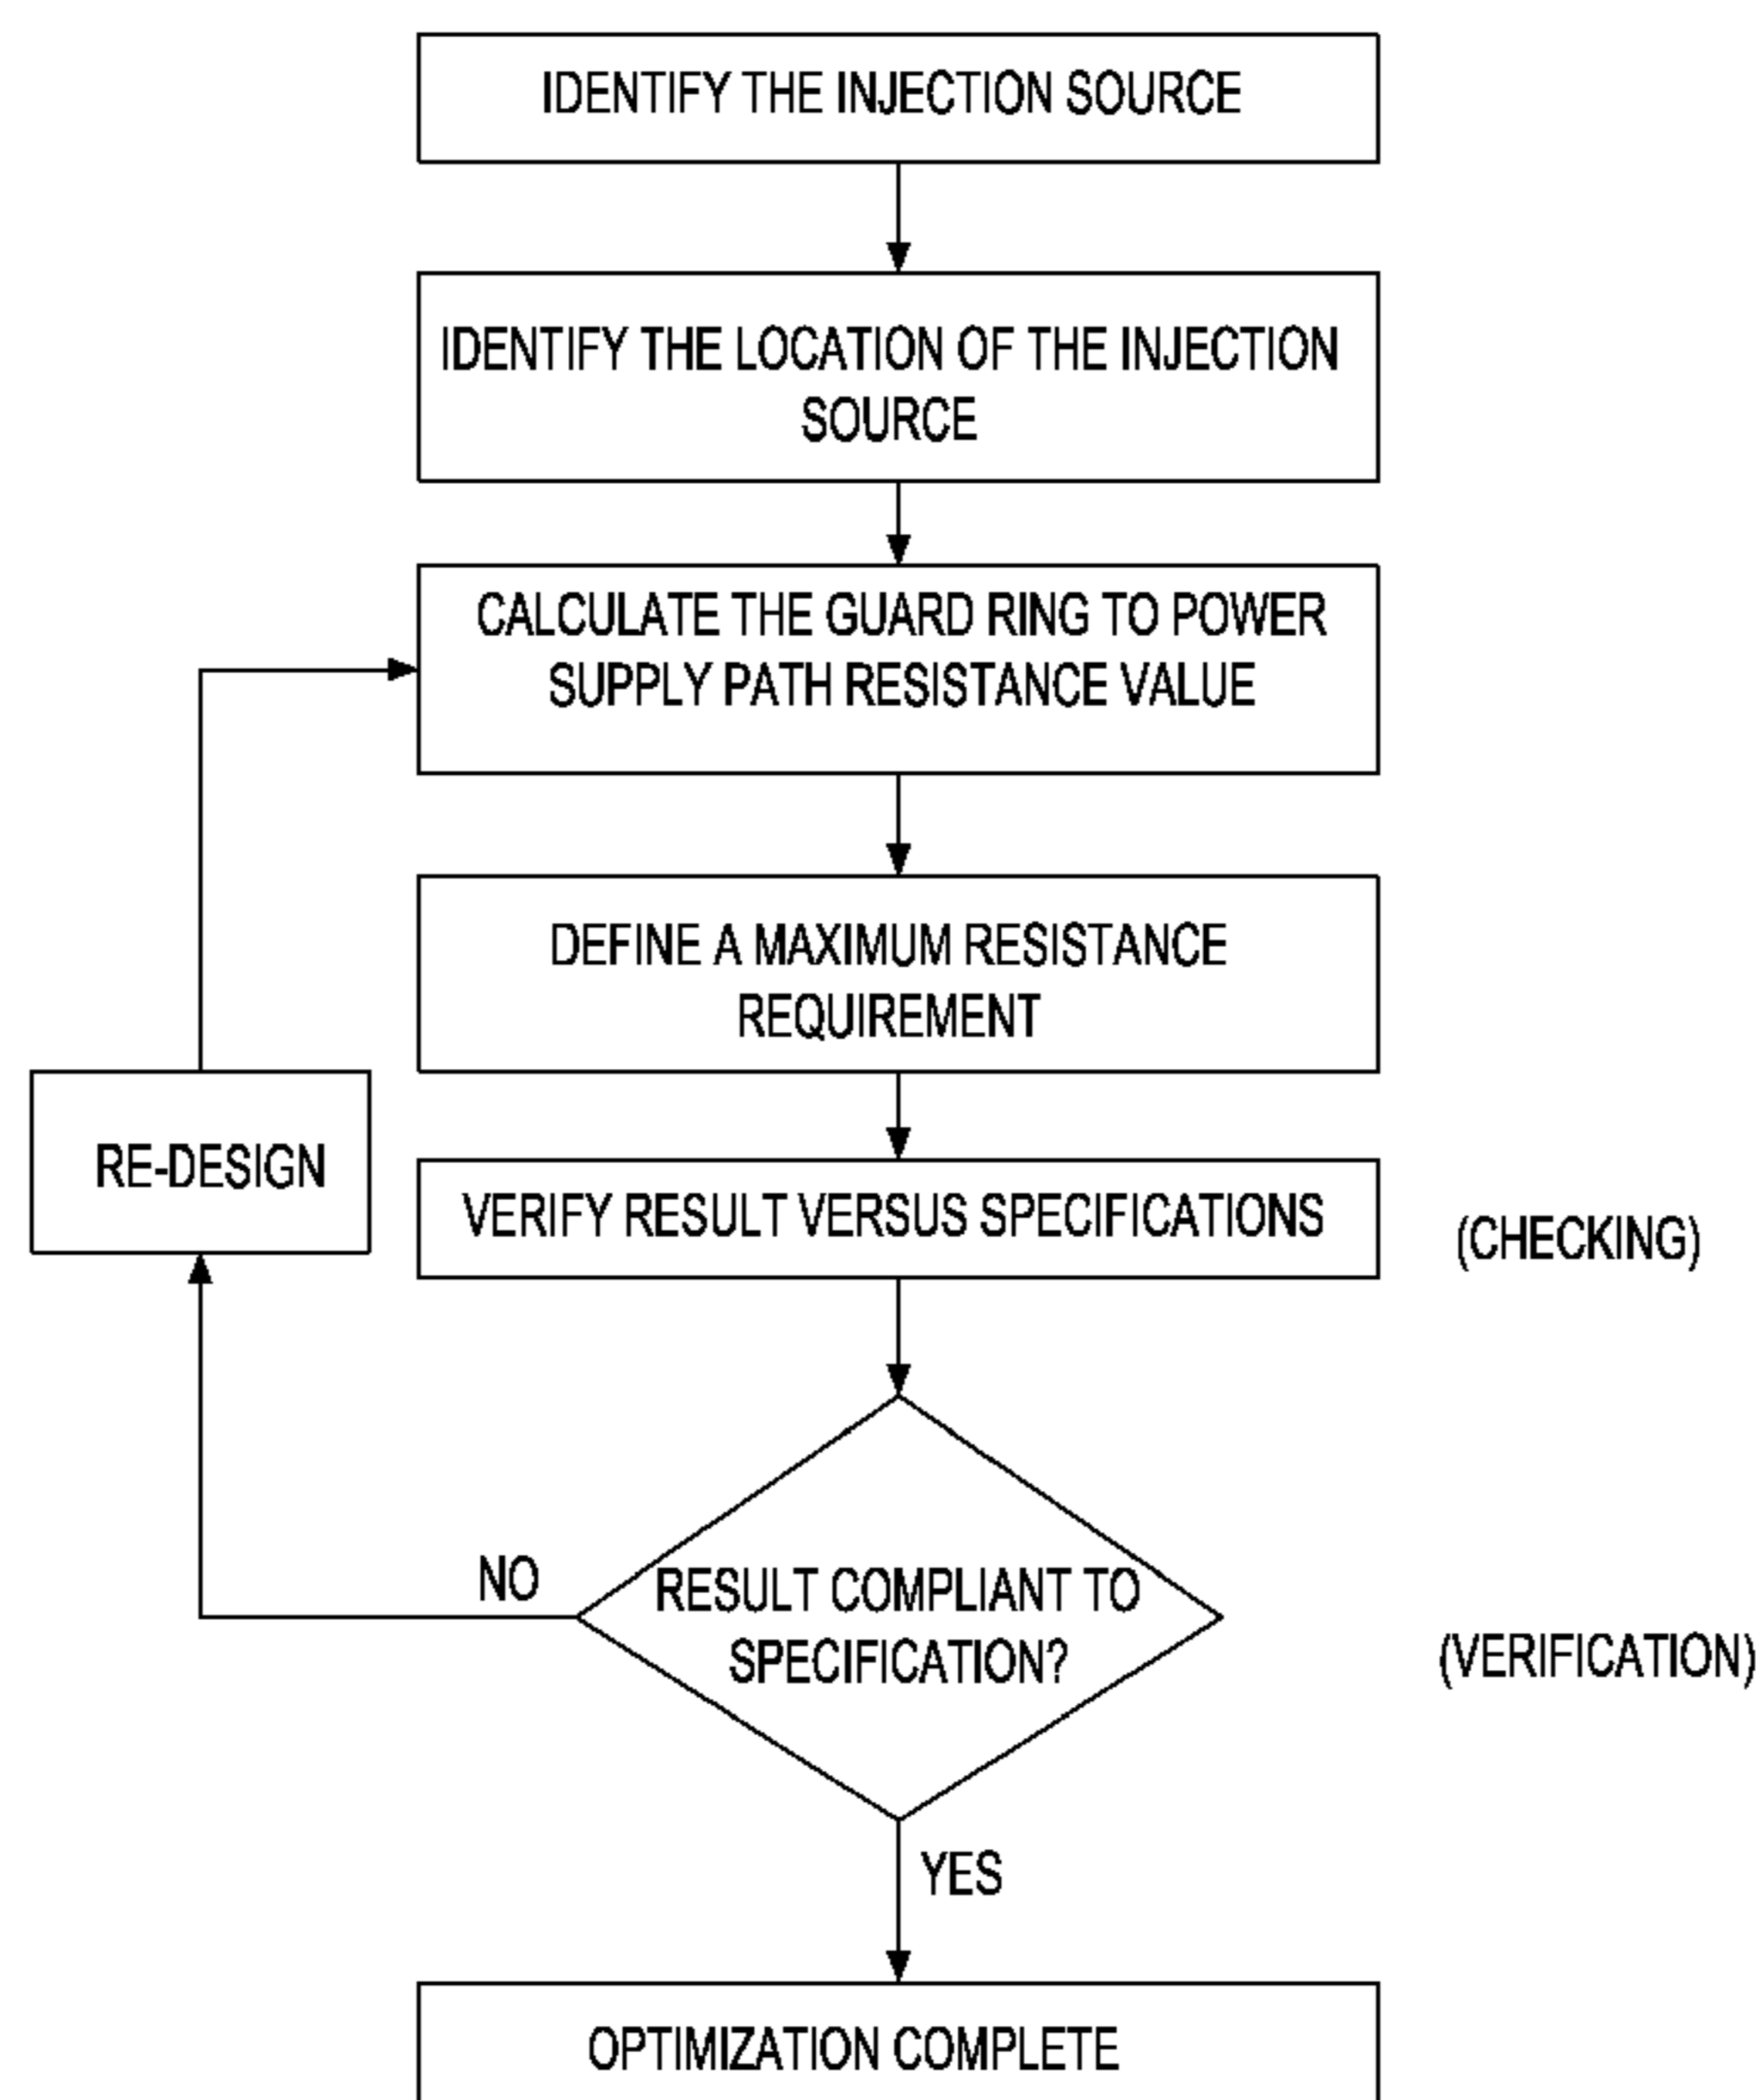 IDENTIFY THE INJECTION SOURCE
IDENTIFY THE LOCATION OF THE INJECTION
SOURCE
CALCULATE THE GUARD RING TO POWER
SUPPLY PATH RESISTANCE VALUE
DEFINE A MAXIMUM RESISTANCE
REQUIREMENT
RE-DESIGN
VERIFY RESULT VERSUS SPECIFICATIONS
(CHECKING)
NO
RESULT COMPLIANT TO
SPECIFICATION?
(VERIFICATION)
YES
OPTIMIZATION COMPLETE